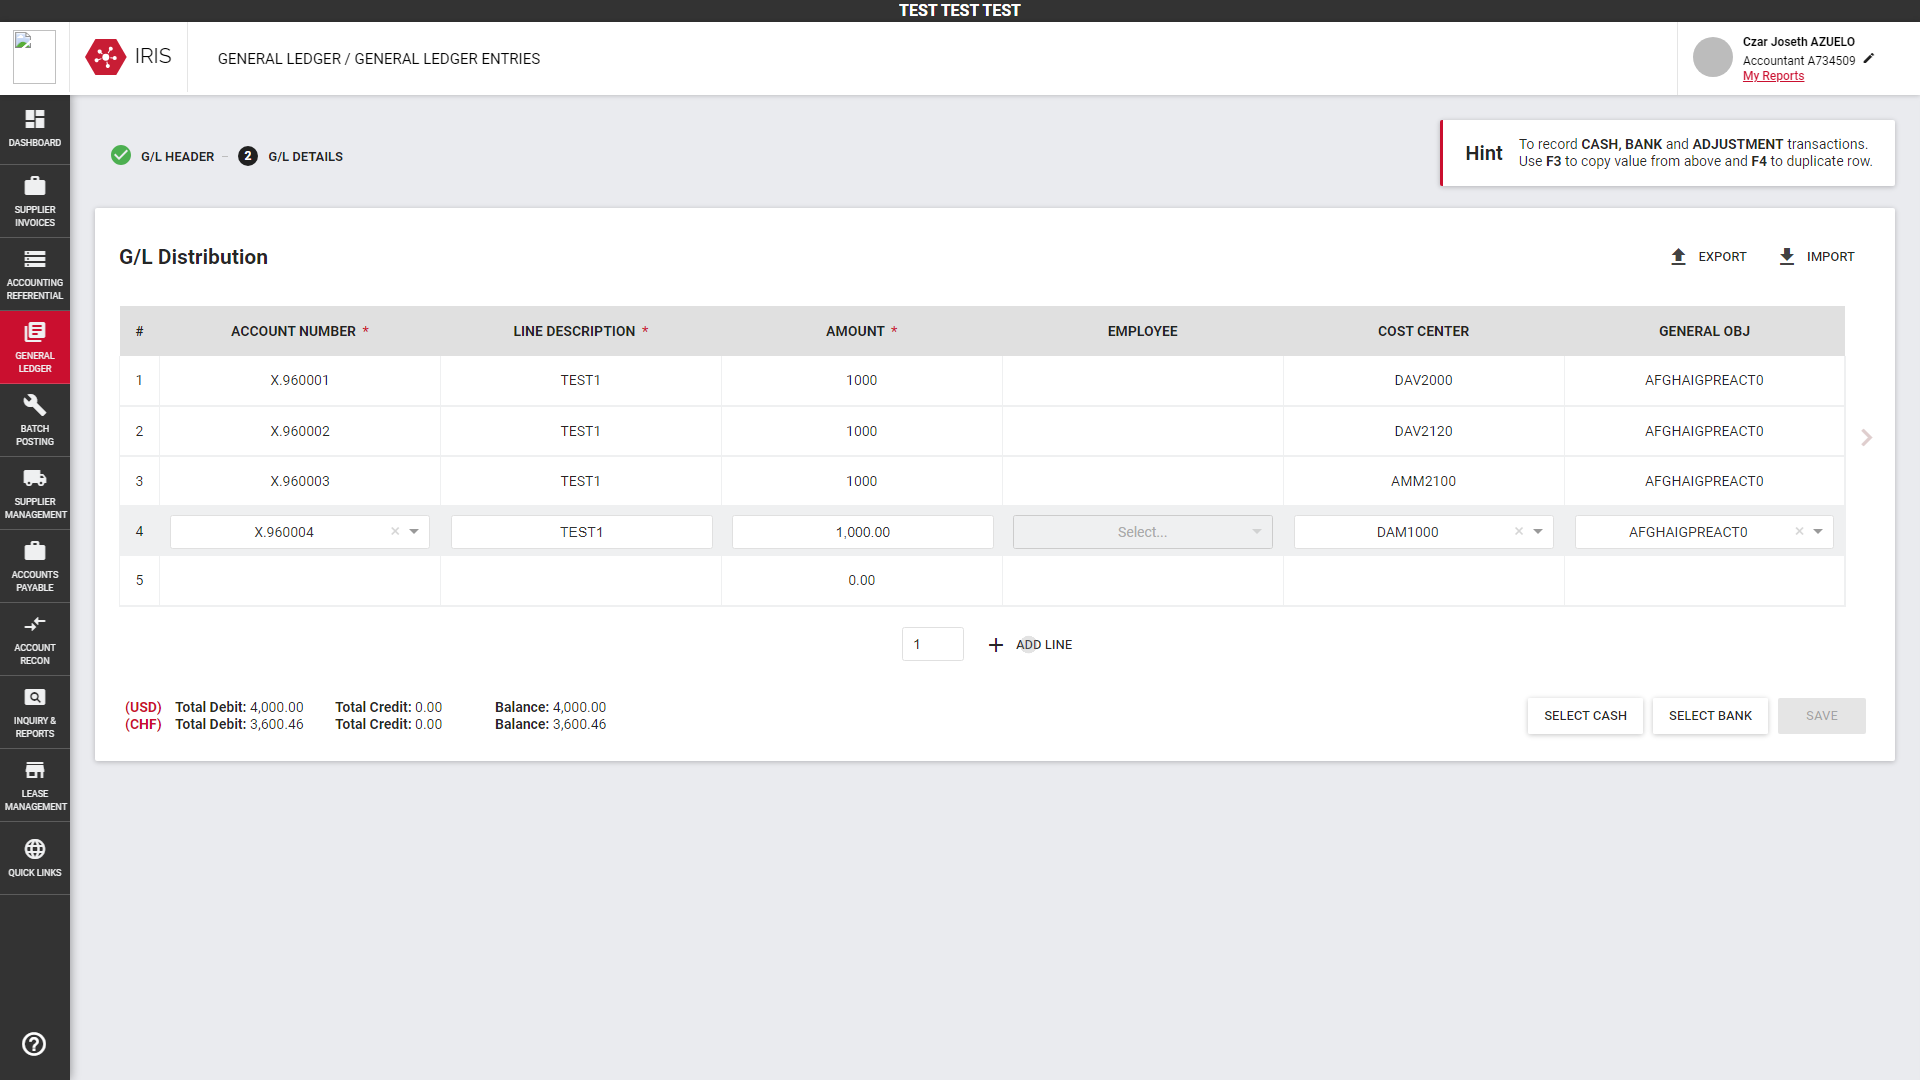 TEST TEST TEST
IRIS
GENERAL LEDGER / GENERAL LEDGER ENTRIES
Czar Joseth AZUELO
Accountant A734509
My Reports
DASHBOARD
SUPPLIER
INVOICES
ACCOUNTING
REFERENTIAL
GENERAL
LEDGER
BATCH
POSTING
SUPPLIER
MANAGEMENT
ACCOUNTS
PAYABLE
ACCOUNT
RECON
INQUIRY &
REPORTS
LEASE
MANAGEMENT
QUICK LINKS
G/L HEADER – 2 G/L DETAILS
Hint
To record CASH, BANK and ADJUSTMENT transactions.
Use F3 to copy value from above and F4 to duplicate row.
G/L Distribution
EXPORT IMPORT
# ACCOUNT NUMBER * LINE DESCRIPTION * AMOUNT * EMPLOYEE COST CENTER GENERAL OBJ
1 X.960001 TEST1 1000 DAV2000 AFGHAIGPREACT0
2 X.960002 TEST1 1000 DAV2120 AFGHAIGPREACT0
3 X.960003 TEST1 1000 AMM2100 AFGHAIGPREACT0
4 X.960004 × TEST1 1,000.00 Select... DAM1000 × AFGHAIGPREACT0 ×
5 0.00
1 + ADD LINE
(USD) Total Debit: 4,000.00 Total Credit: 0.00 Balance: 4,000.00
(CHF) Total Debit: 3,600.46 Total Credit: 0.00 Balance: 3,600.46
SELECT CASH SELECT BANK SAVE